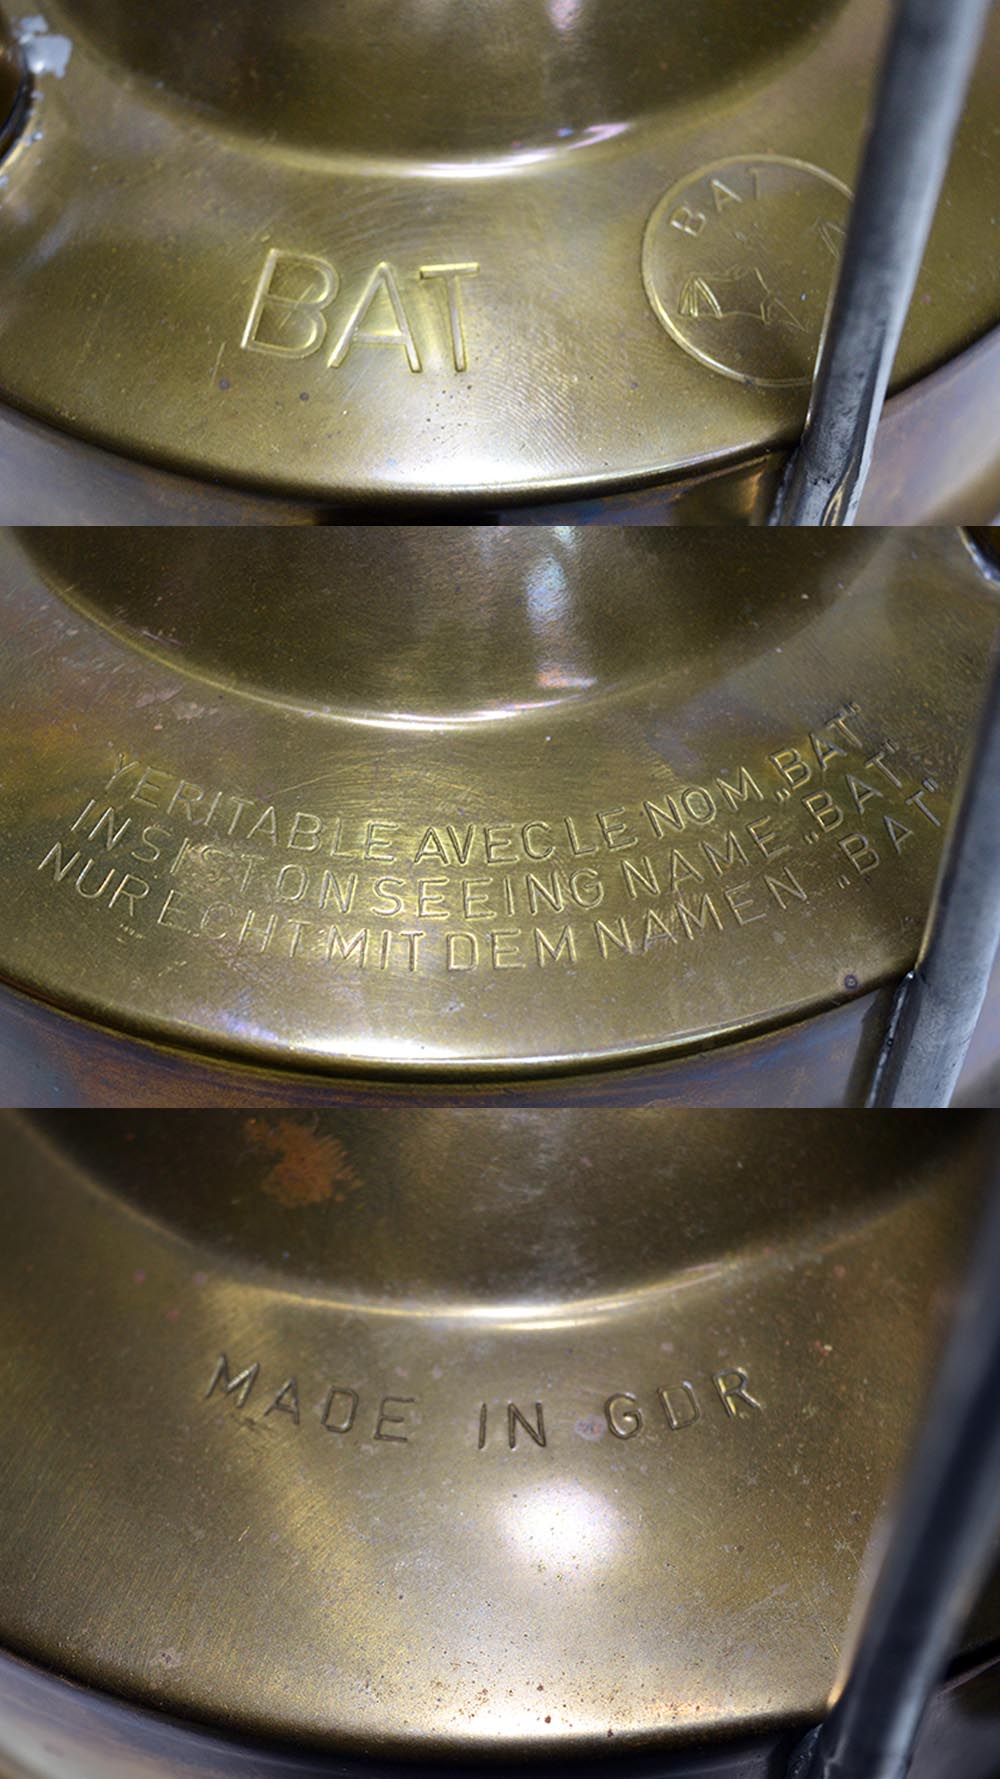 BAT
BAT
YERITABLE AVEC LE NOM „BAT"
INSIST ON SEEING NAME „BAT"
NUR ECHT MIT DEM NAMEN „BAT"
MADE IN GDR